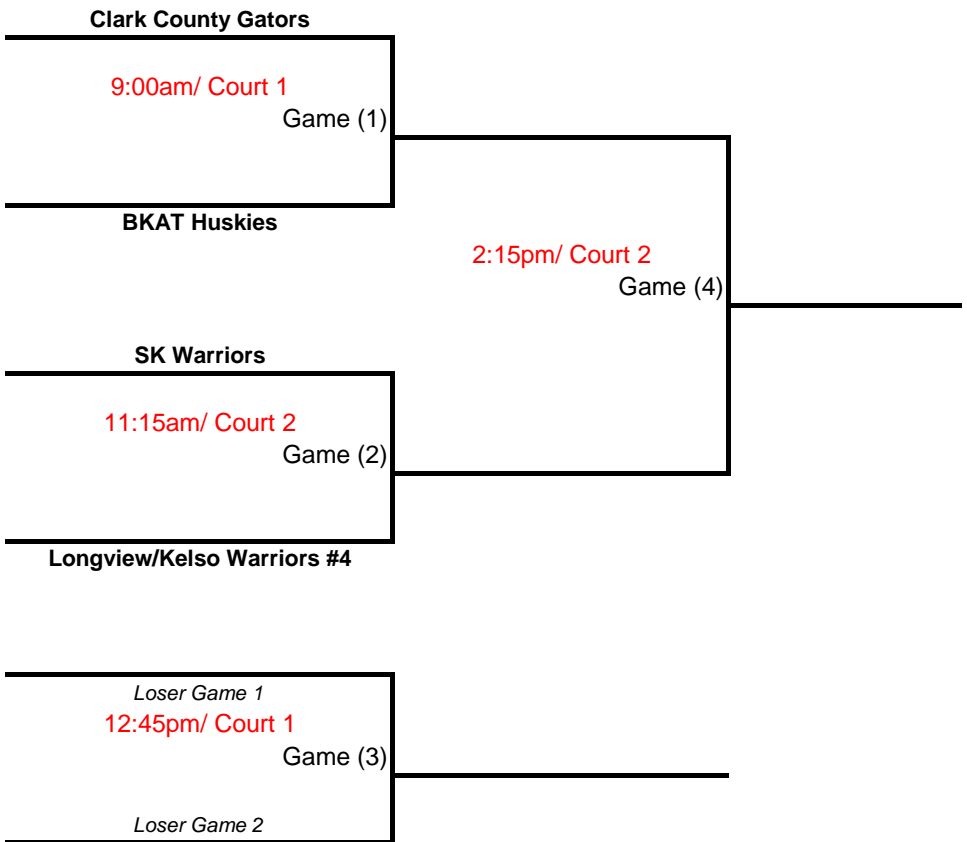 Clark County Gators
9:00am/ Court 1
Game (1)
BKAT Huskies
2:15pm/ Court 2
Game (4)
SK Warriors
11:15am/ Court 2
Game (2)
Longview/Kelso Warriors #4
Loser Game 1
12:45pm/ Court 1
Game (3)
Loser Game 2